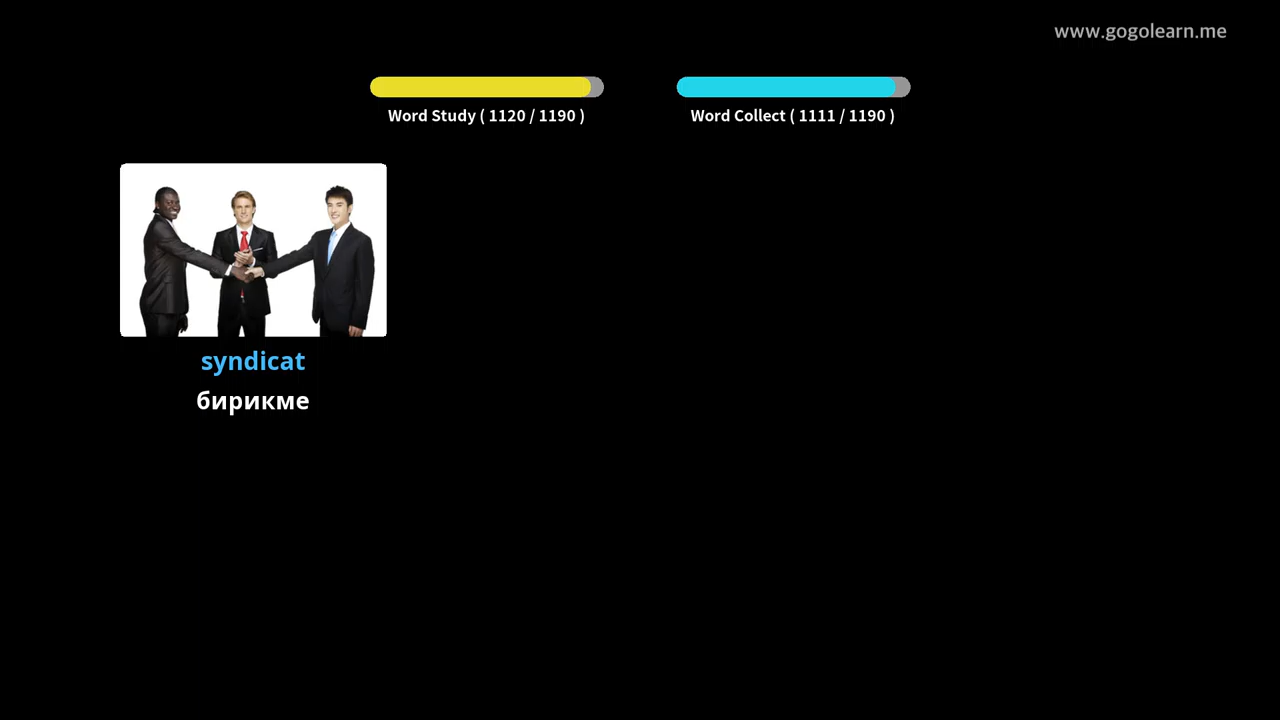 www.gogolearn.me
Word Study ( 1120 / 1190 )
Word Collect ( 1111 / 1190 )
syndicat
бирикме